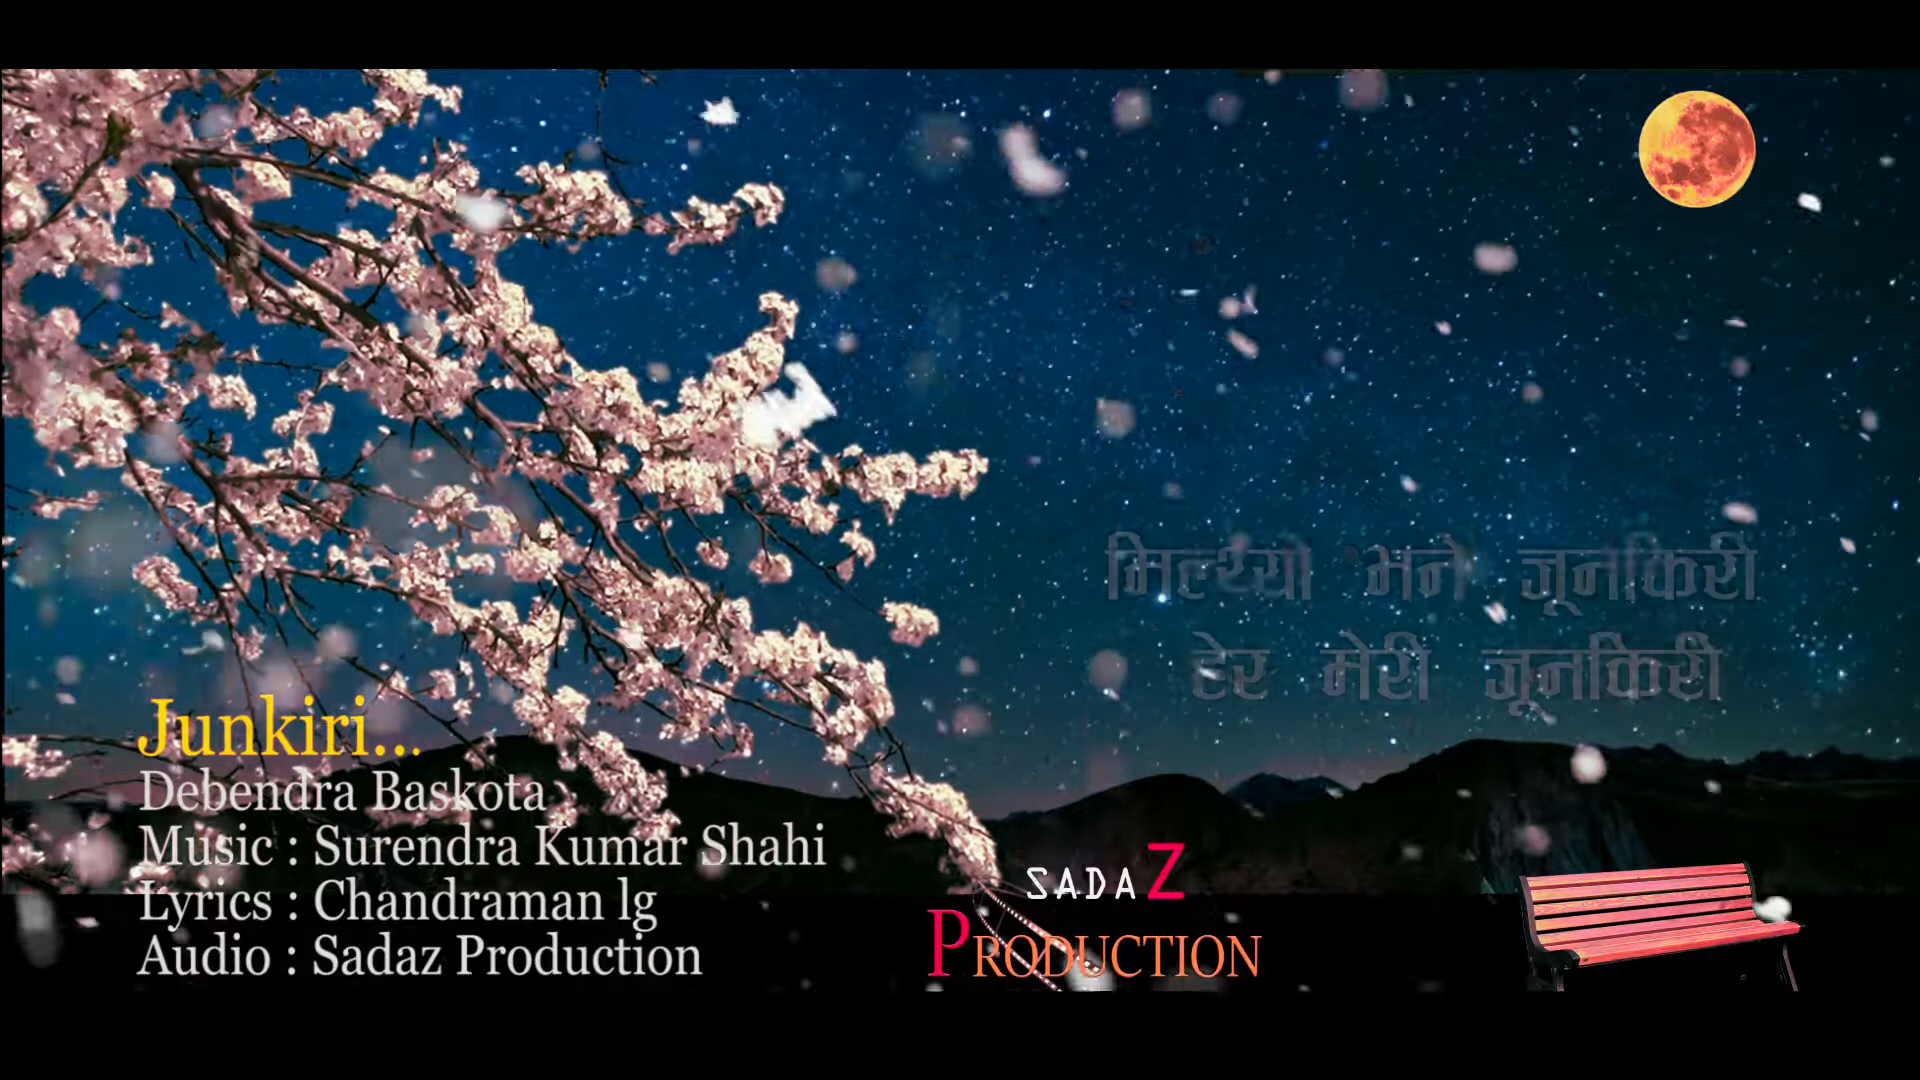 मिल्थ्यो भने जूनकिरी
हेर मेरी जूनकिरी
Junkiri...
Debendra Baskota
Music : Surendra Kumar Shahi
Lyrics : Chandraman lg
Audio : Sadaz Production
SADAZ
PRODUCTION